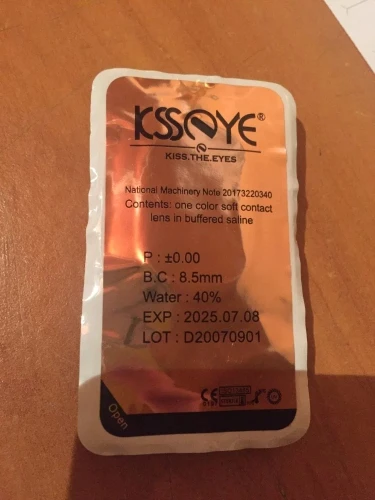 KSSEYE®
KISS.THE.EYES
National Machinery Note 20173220340
Contents: one color soft contact
lens in buffered saline
P : ±0.00
B.C : 8.5mm
Water : 40%
EXP : 2025.07.08
LOT : D20070901
CE
Open